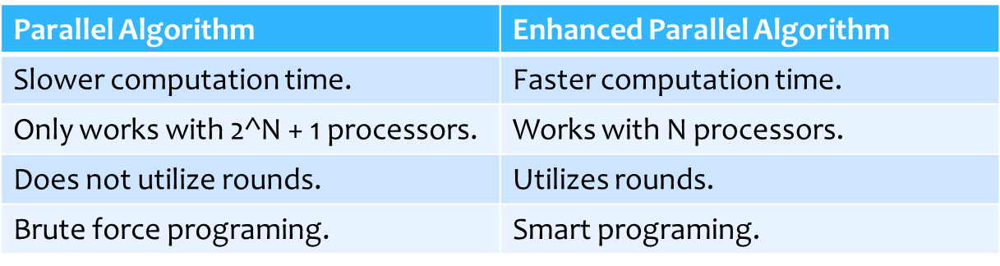 Parallel Algorithm Enhanced Parallel Algorithm
Slower computation time. Faster computation time.
Only works with 2^N + 1 processors. Works with N processors.
Does not utilize rounds. Utilizes rounds.
Brute force programing. Smart programing.